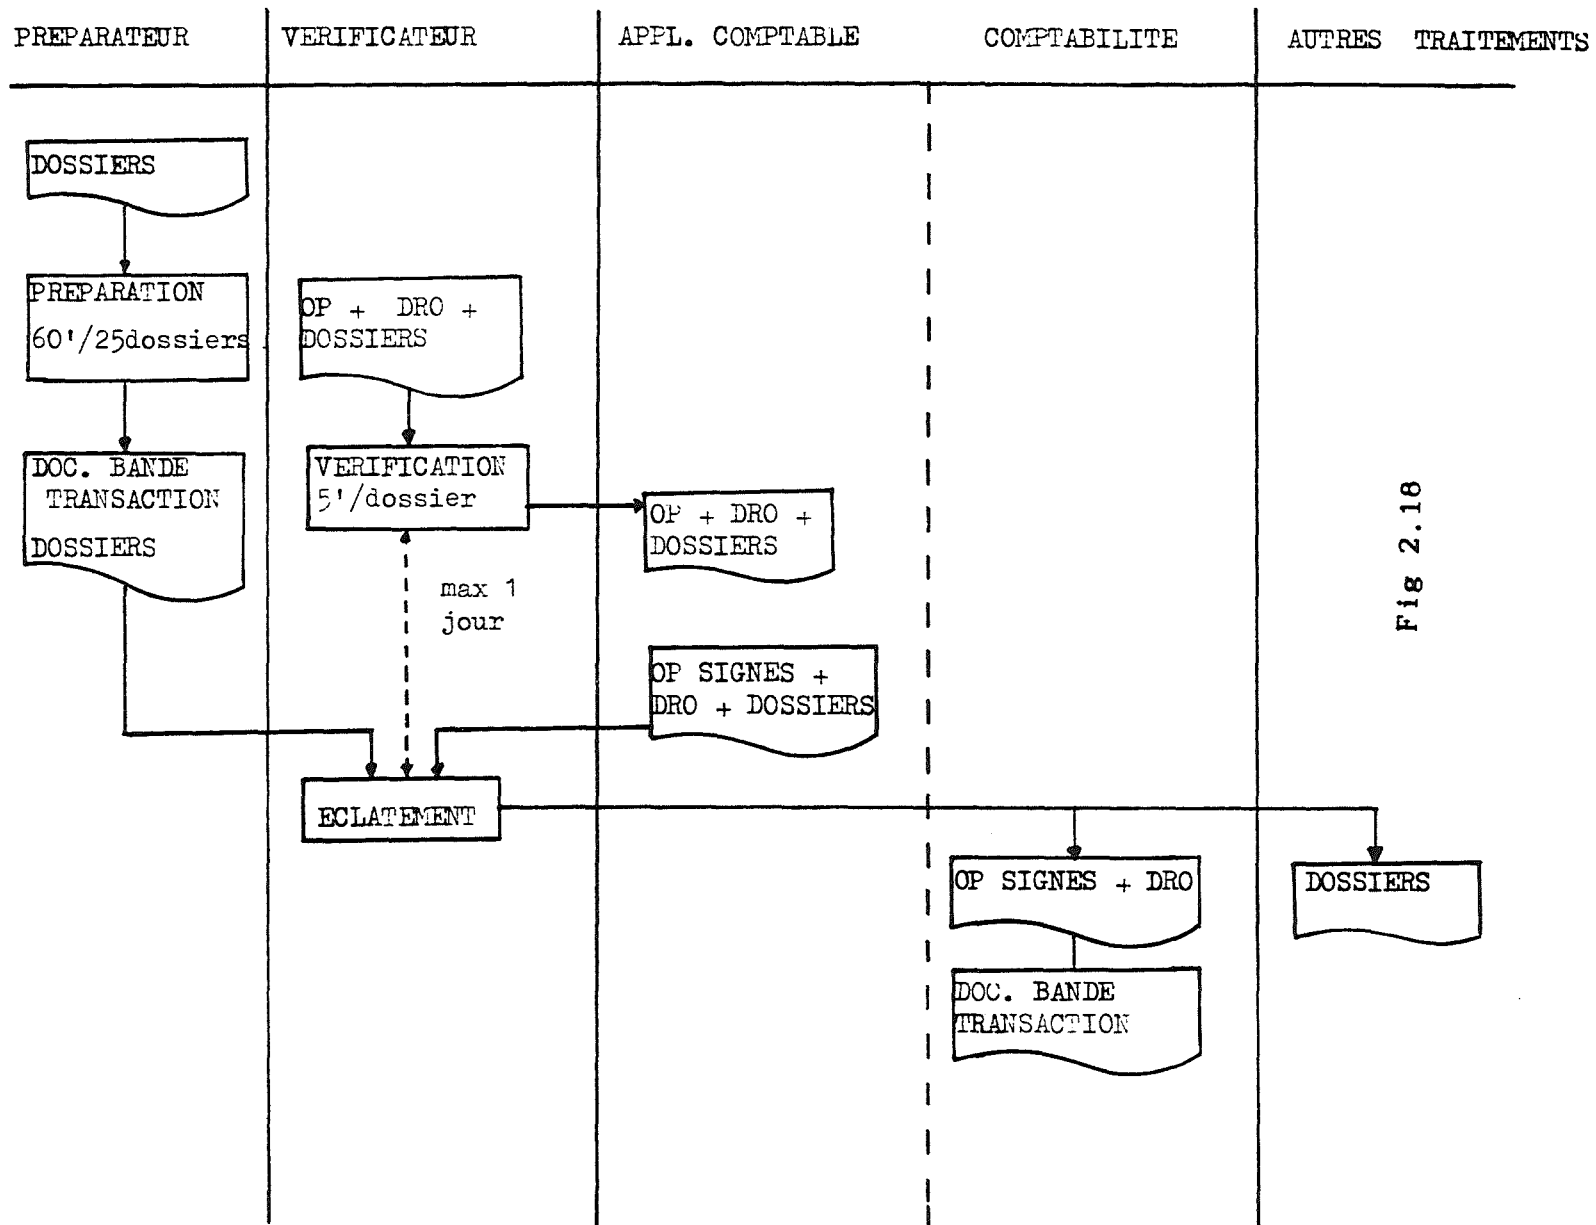 PREPARATEUR
VERIFICATEUR
APPL. COMPTABLE
COMPTABILITE
AUTRES TRAITEMENTS
DOSSIERS
PREPARATION
60'/25dossiers
DOC. BANDE
TRANSACTION
DOSSIERS
OP + DRO +
DOSSIERS
VERIFICATION
5'/dossier
max 1
jour
OP + DRO +
DOSSIERS
OP SIGNES +
DRO + DOSSIERS
ECLATEMENT
OP SIGNES + DRO
DOC. BANDE
TRANSACTION
DOSSIERS
Fig 2.18